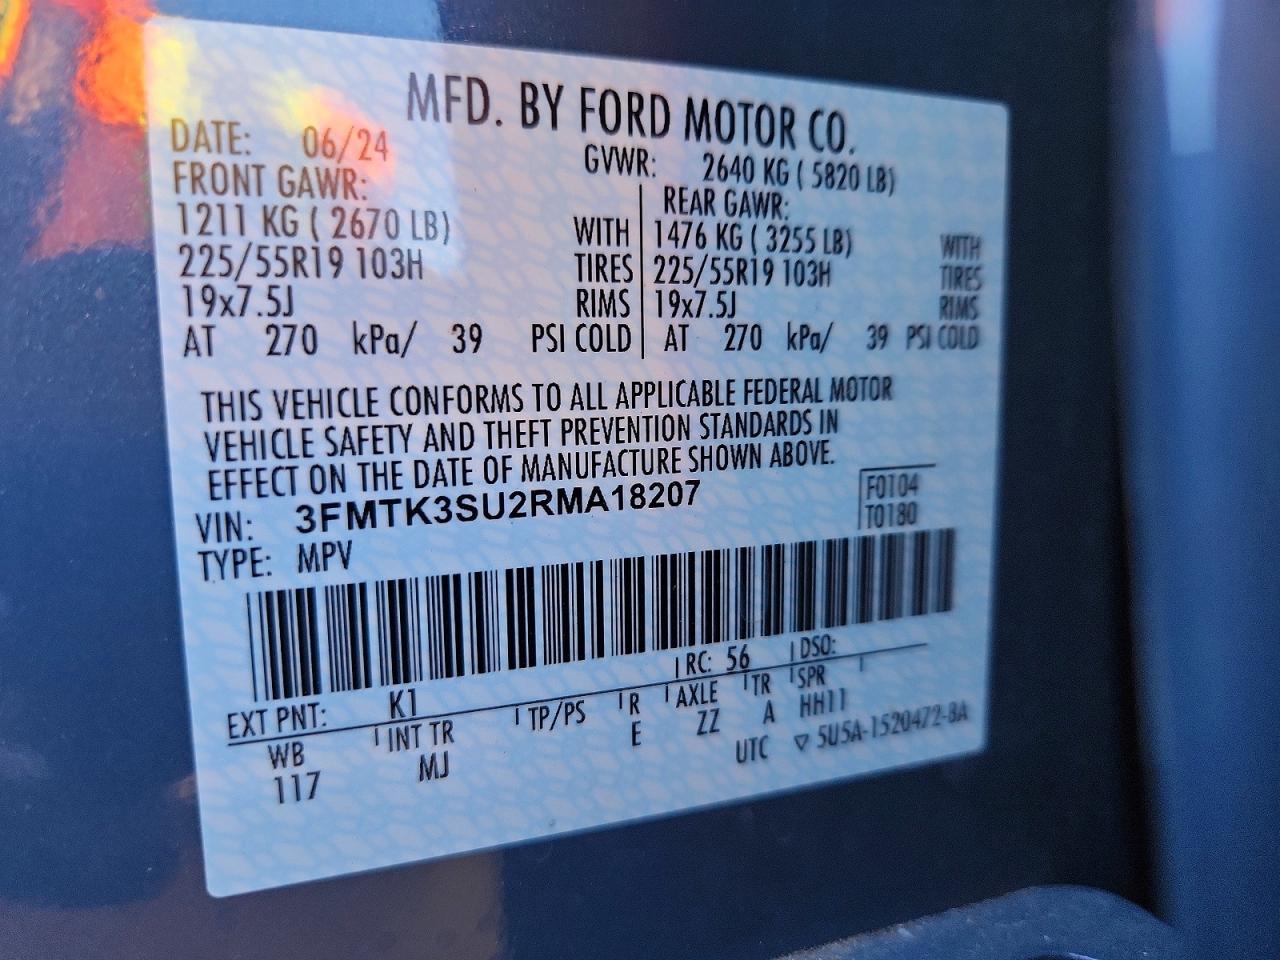 MFD. BY FORD MOTOR CO.
DATE: 06/24 GVWR: 2640 KG ( 5820 LB)
FRONT GAWR: REAR GAWR:
1211 KG ( 2670 LB) WITH 1476 KG ( 3255 LB) WITH
225/55R19 103H TIRES 225/55R19 103H TIRES
19x7.5J RIMS 19x7.5J RIMS
AT 270 kPa/ 39 PSI COLD AT 270 kPa/ 39 PSI COLD
THIS VEHICLE CONFORMS TO ALL APPLICABLE FEDERAL MOTOR
VEHICLE SAFETY AND THEFT PREVENTION STANDARDS IN
EFFECT ON THE DATE OF MANUFACTURE SHOWN ABOVE.
VIN: 3FMTK3SU2RMA18207 F0104
TYPE: MPV T0180
EXT PNT: K1 RC: 56 DSO:
WB INT TR TP/PS R AXLE TR SPR
117 MJ E ZZ A HH11
UTC ▽ 5U5A-1520472-BA